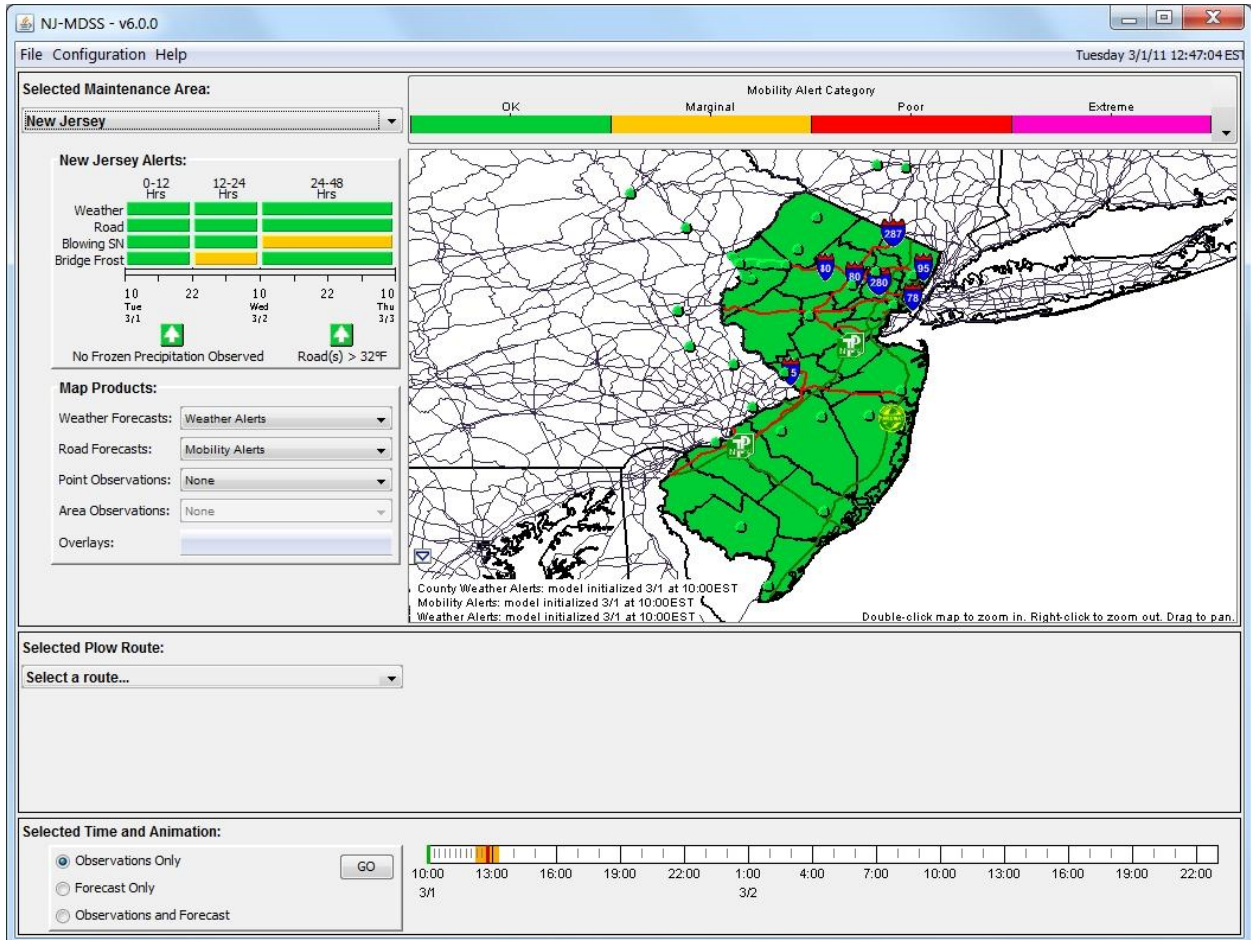 NJ-MDSS - v6.0.0
File Configuration Help
Tuesday 3/1/11 12:47:04 EST
Selected Maintenance Area:
New Jersey
Mobility Alert Category
OK Marginal Poor Extreme
New Jersey Alerts:
0-12 12-24 24-48
Hrs Hrs Hrs
Weather
Road
Blowing SN
Bridge Frost
10 22 10 22 10
Tue Wed Thu
3/1 3/2 3/3
No Frozen Precipitation Observed Road(s) > 32°F
Map Products:
Weather Forecasts: Weather Alerts
Road Forecasts: Mobility Alerts
Point Observations: None
Area Observations: None
Overlays:
287
80 80 280 95
78
County Weather Alerts: model initialized 3/1 at 10:00EST
Mobility Alerts: model initialized 3/1 at 10:00EST
Weather Alerts: model initialized 3/1 at 10:00EST
Double-click map to zoom in. Right-click to zoom out. Drag to pan.
Selected Plow Route:
Select a route...
Selected Time and Animation:
Observations Only
GO
Forecast Only
Observations and Forecast
10:00 13:00 16:00 19:00 22:00 1:00 4:00 7:00 10:00 13:00 16:00 19:00 22:00
3/1 3/2